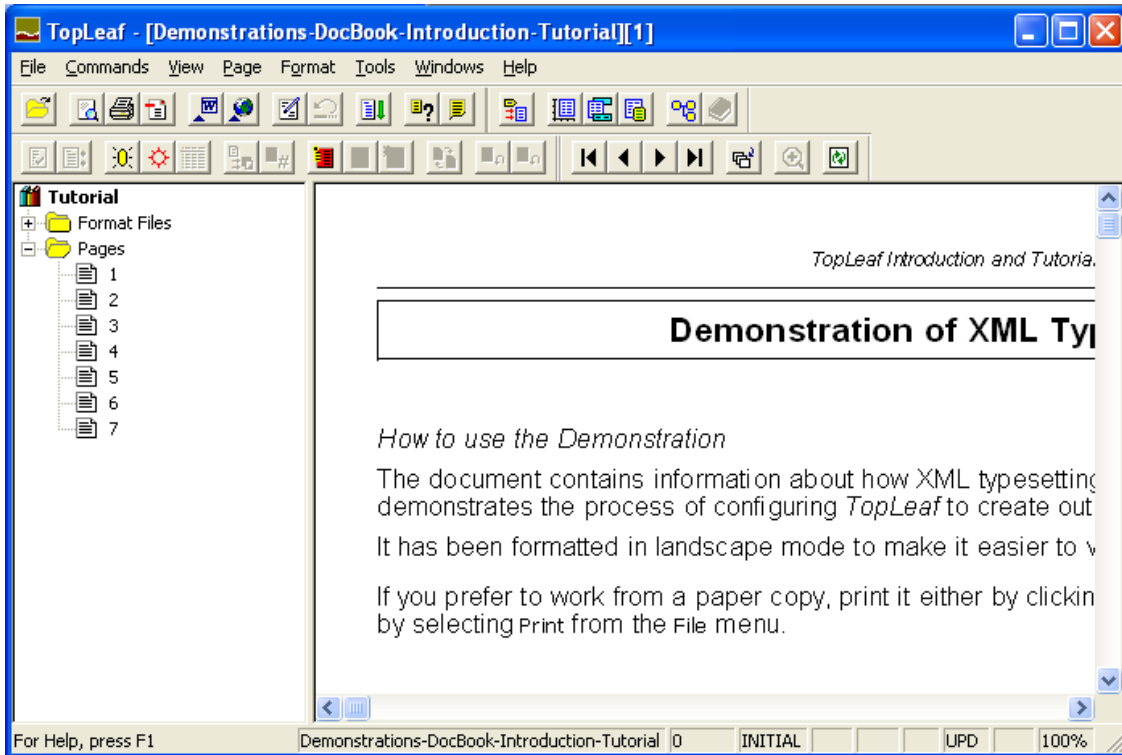 TopLeaf - [Demonstrations-DocBook-Introduction-Tutorial][1]
File Commands View Page Format Tools Windows Help
Tutorial
Format Files
Pages
1
2
3
4
5
6
7
TopLeaf Introduction and Tutoria
Demonstration of XML Ty
How to use the Demonstration
The document contains information about how XML typesetting
demonstrates the process of configuring TopLeaf to create out
It has been formatted in landscape mode to make it easier to v
If you prefer to work from a paper copy, print it either by clickin
by selecting Print from the File menu.
For Help, press F1 Demonstrations-DocBook-Introduction-Tutorial 0 INITIAL UPD 100%